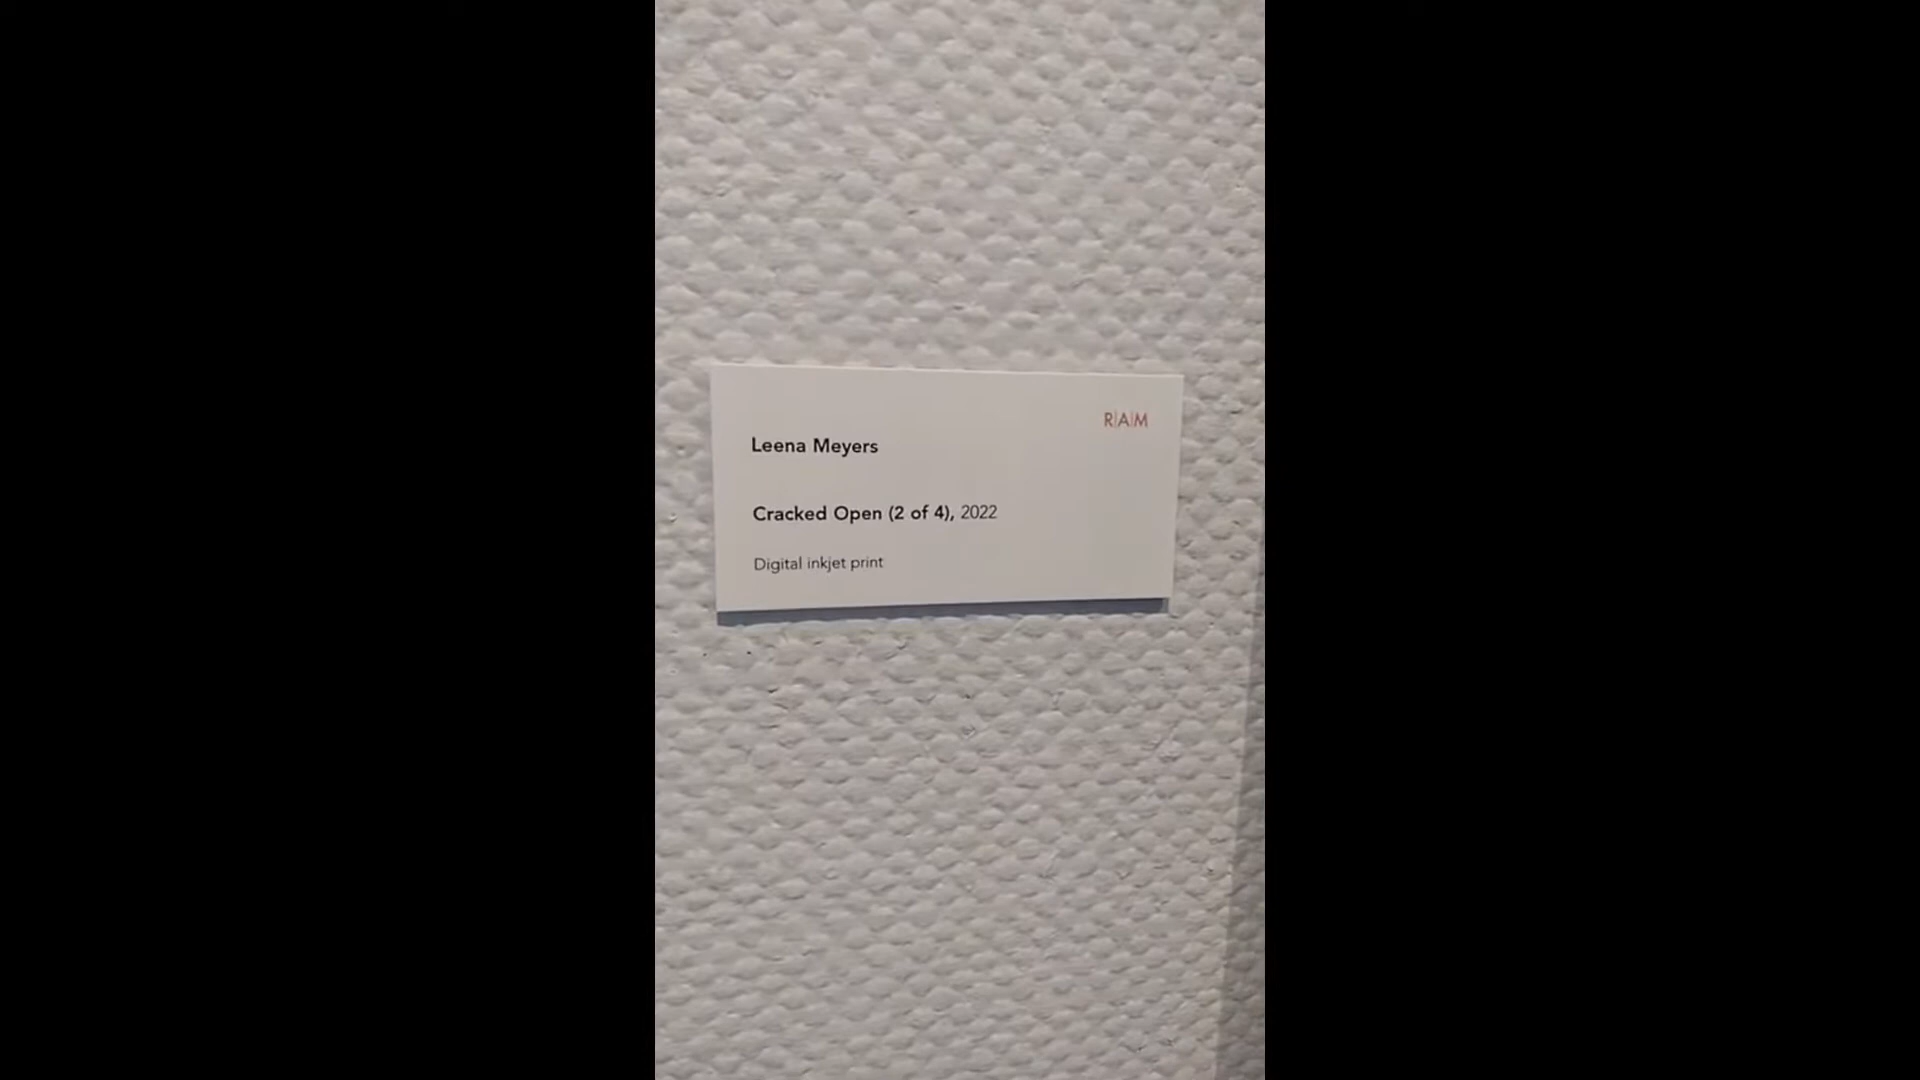 R|A|M
Leena Meyers
Cracked Open (2 of 4), 2022
Digital inkjet print